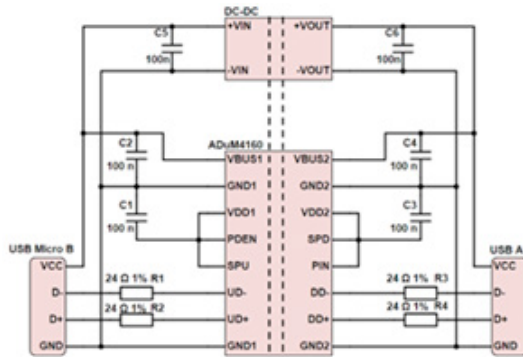 DC-DC
C5
+VIN
+VOUT
C6
100n
100n
-VIN
-VOUT
ADuM4160
C2
VBUS1
VBUS2
C4
100 n
100 n
GND1
GND2
C1
VDD1
VDD2
C3
100 n
100 n
USB Micro B
PDEN
SPD
USB A
VCC
SPU
PIN
VCC
24 Ω 1% R1
24 Ω 1% R3
D-
UD-
DD-
D-
24 Ω 1% R2
24 Ω 1% R4
D+
UD+
DD+
D+
GND
GND1
GND2
GND